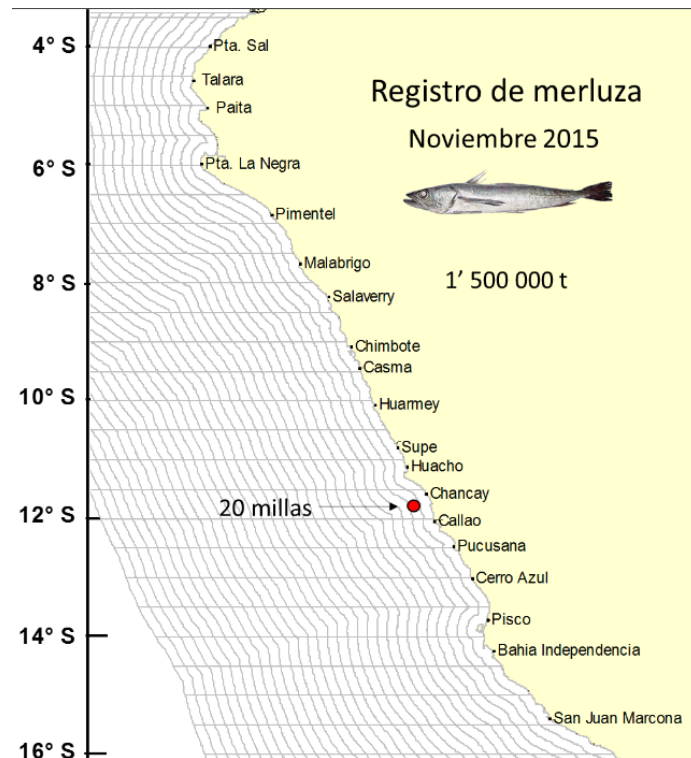 4° S
Pta. Sal
Talara
Paita
Registro de merluza
Noviembre 2015
6° S
Pta. La Negra
Pimentel
Malabrigo
8° S
1’ 500 000 t
Salaverry
Chimbote
Casma
10° S
Huarmey
Supe
Huacho
Chancay
20 millas
12° S
Callao
Pucusana
Cerro Azul
Pisco
14° S
Bahia Independencia
San Juan Marcona
16° S